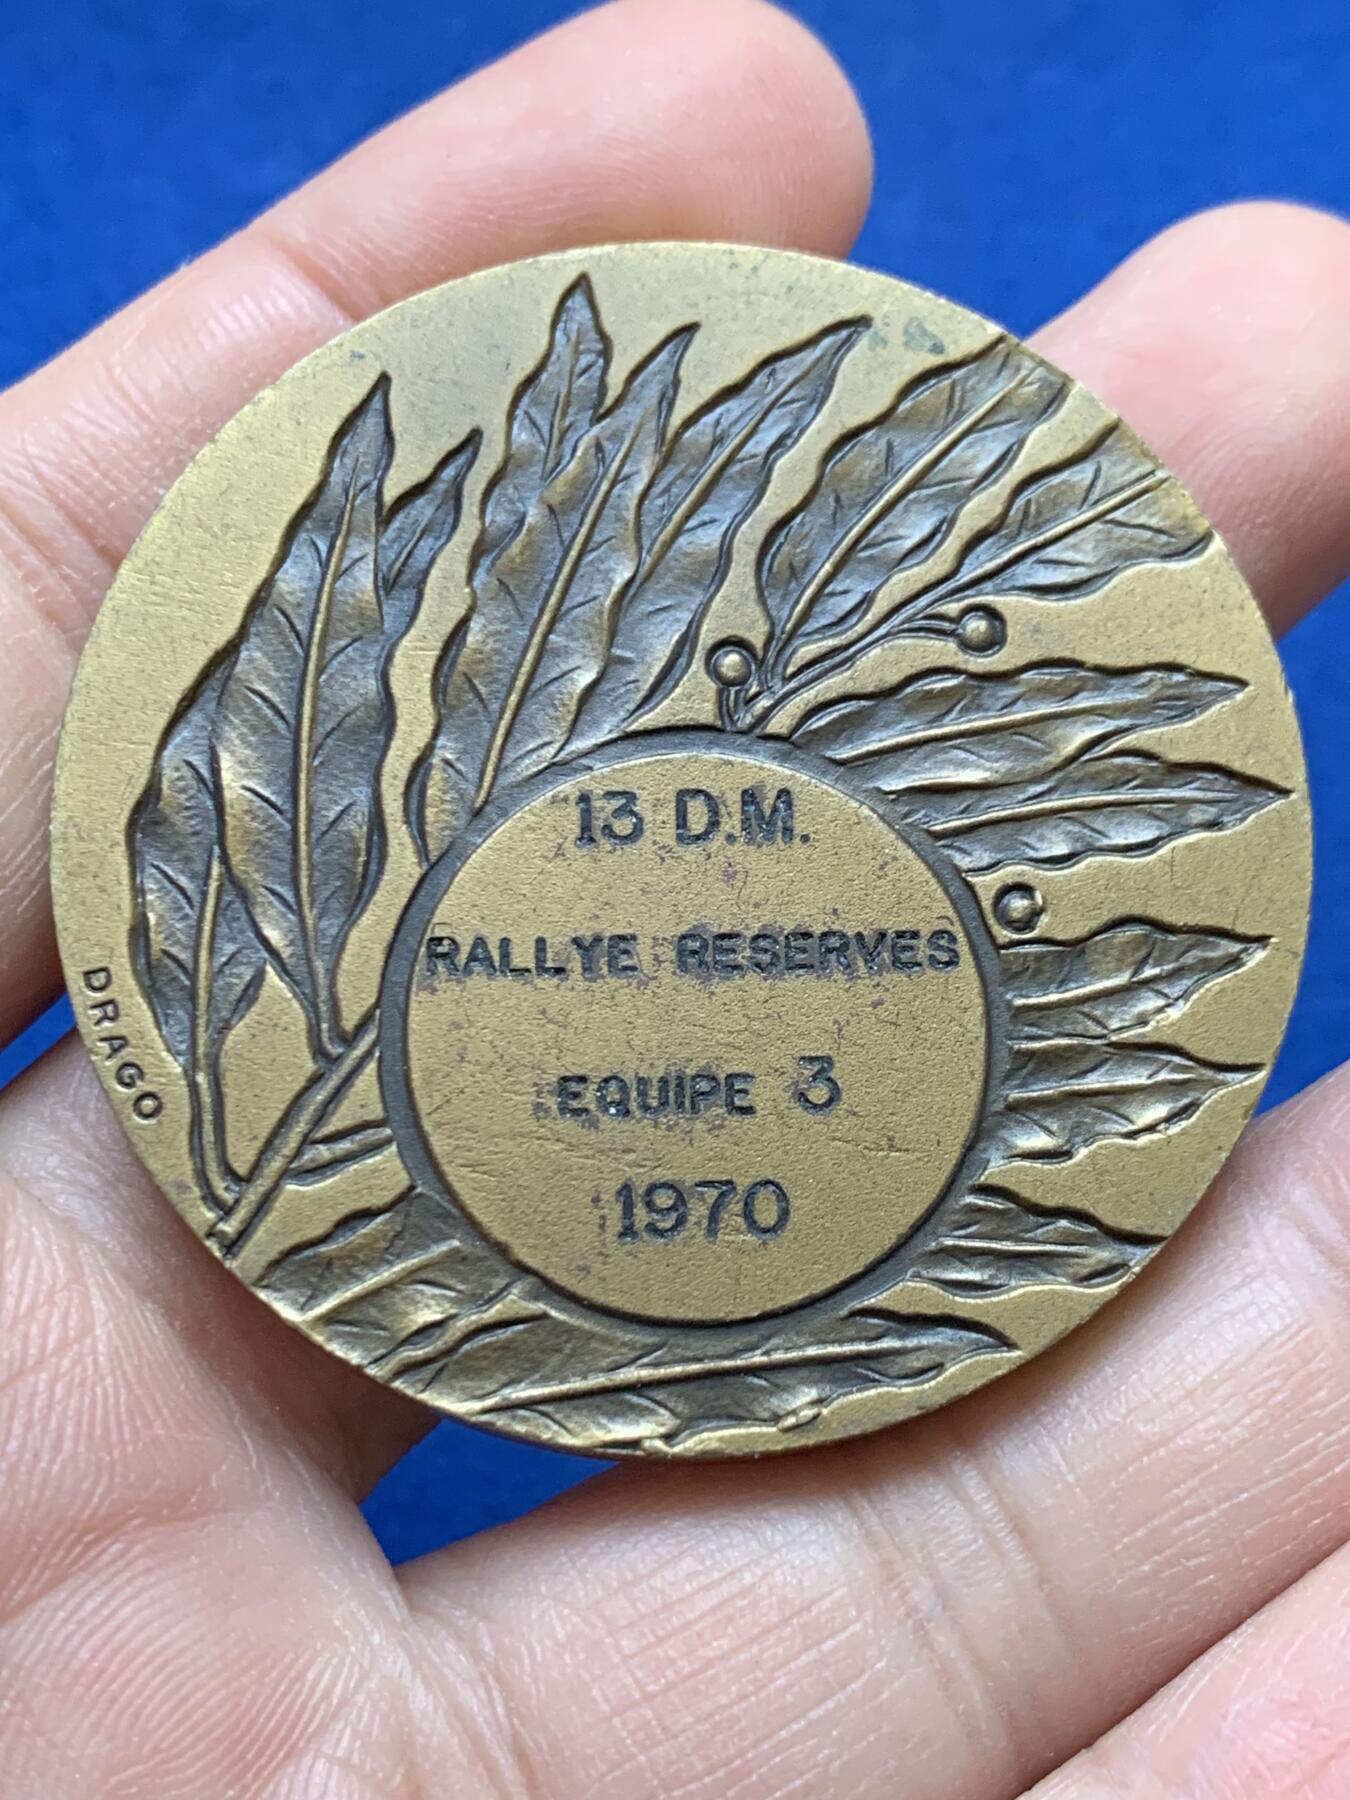 13 D.M.
RALLYE RESERVES
EQUIPE 3
1970
DRAGO